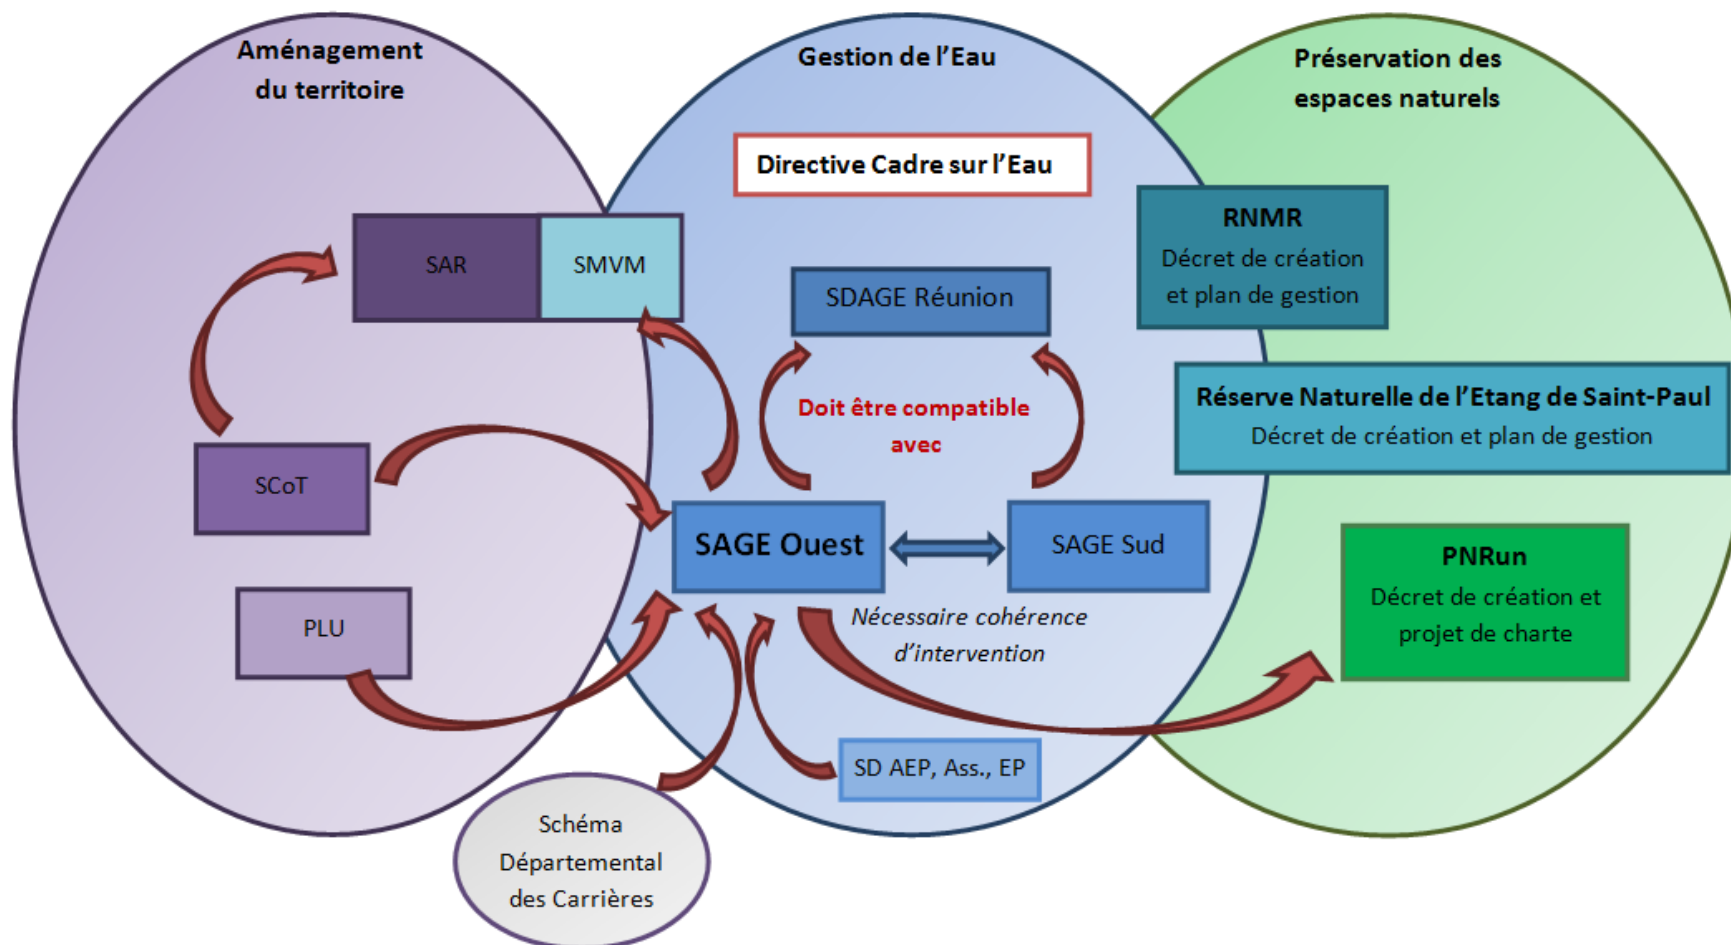 Aménagement
du territoire
Gestion de l'Eau
Préservation des
espaces naturels
Directive Cadre sur l'Eau
SAR
SMVM
SDAGE Réunion
RNMR
Décret de création
et plan de gestion
Doit être compatible
avec
Réserve Naturelle de l'Etang de Saint-Paul
Décret de création et plan de gestion
SCoT
SAGE Ouest
SAGE Sud
PNRun
Décret de création et
projet de charte
PLU
Nécessaire cohérence
d'intervention
SD AEP, Ass., EP
Schéma
Départemental
des Carrières